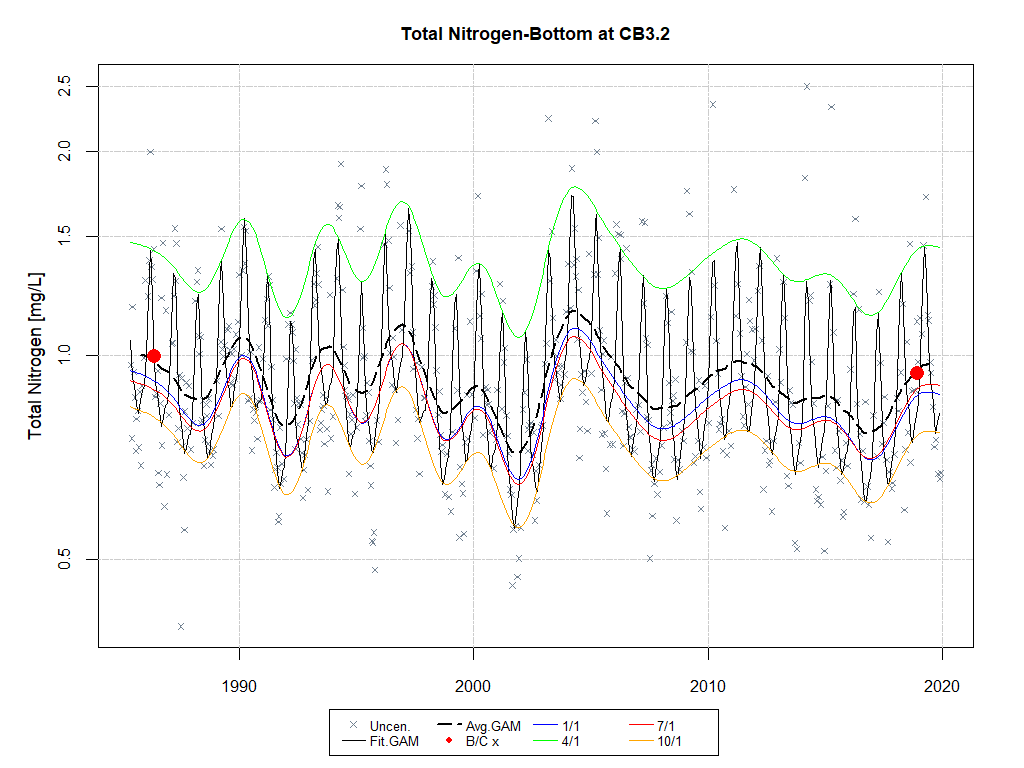 Total Nitrogen-Bottom at CB3.2
Total Nitrogen [mg/L]
2.5
2.0
1.5
1.0
0.5
1990 2000 2010 2020
Uncen. Avg.GAM 1/1 7/1
Fit.GAM B/C x 4/1 10/1